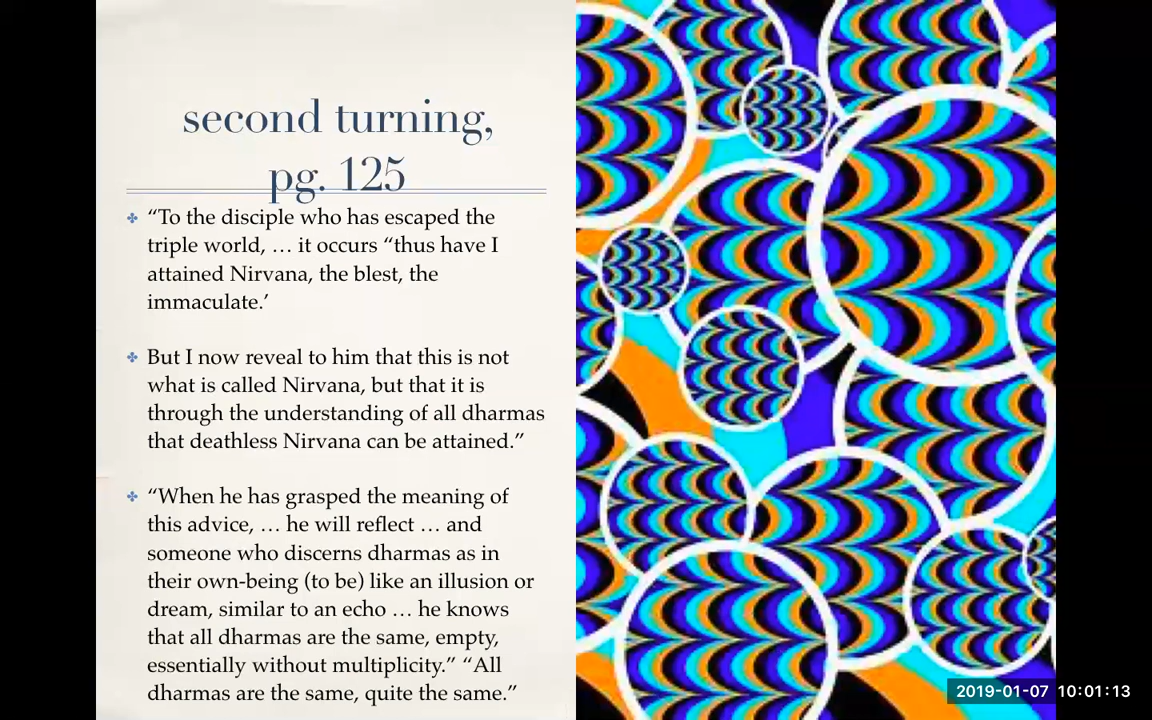 second turning,
pg. 125
“To the disciple who has escaped the
triple world, … it occurs “thus have I
attained Nirvana, the blest, the
immaculate.’
But I now reveal to him that this is not
what is called Nirvana, but that it is
through the understanding of all dharmas
that deathless Nirvana can be attained.”
“When he has grasped the meaning of
this advice, … he will reflect … and
someone who discerns dharmas as in
their own-being (to be) like an illusion or
dream, similar to an echo … he knows
that all dharmas are the same, empty,
essentially without multiplicity.” “All
dharmas are the same, quite the same.”
2019-01-07 10:01:13